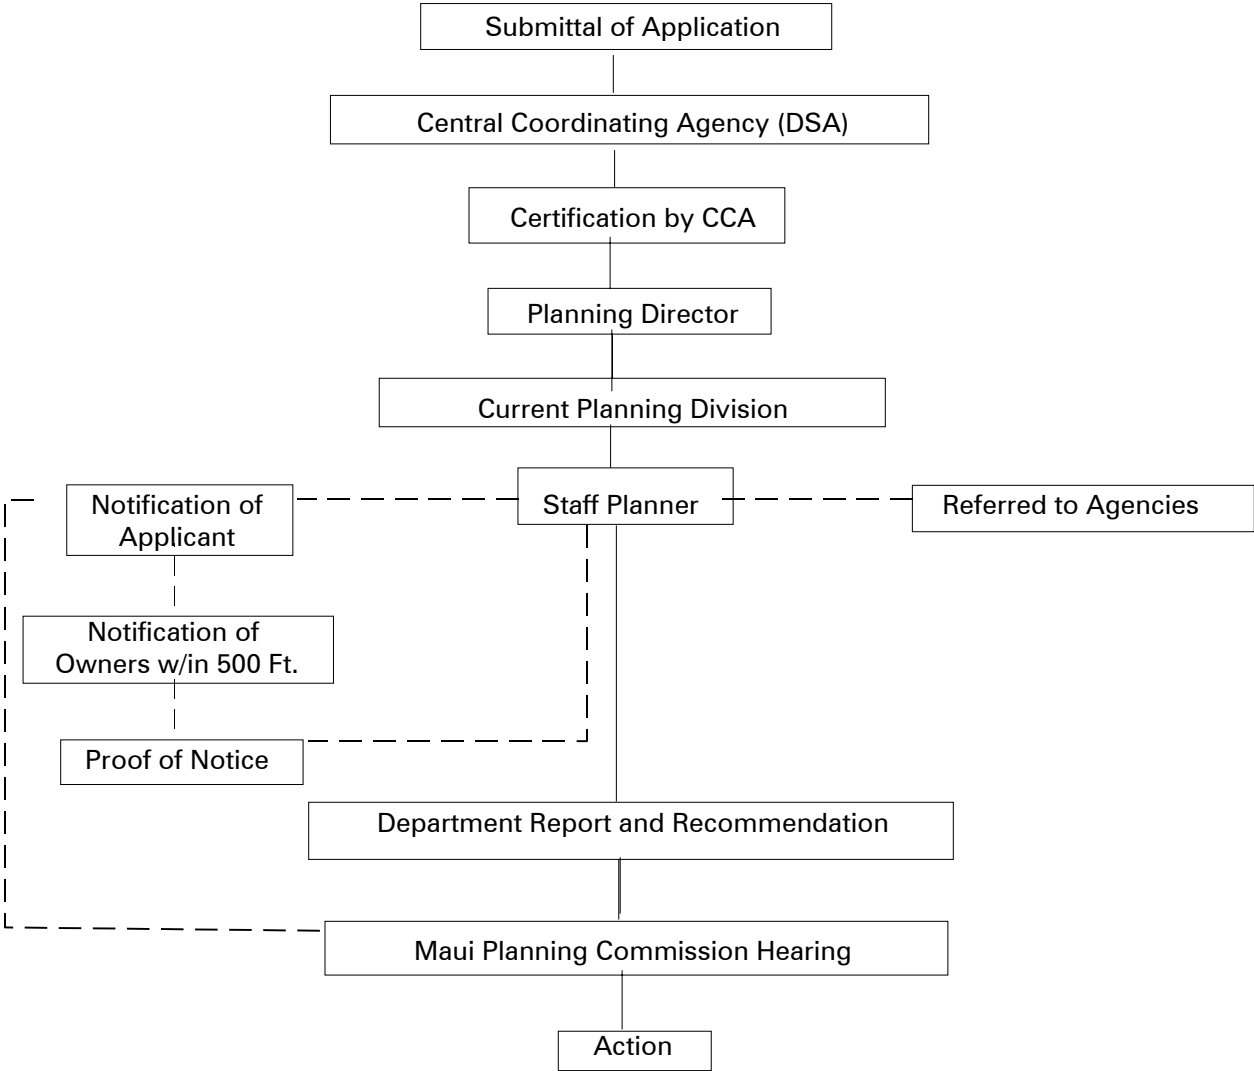 Submittal of Application
Central Coordinating Agency (DSA)
Certification by CCA
Planning Director
Current Planning Division
Notification of
Applicant
Staff Planner
Referred to Agencies
Notification of
Owners w/in 500 Ft.
Proof of Notice
Department Report and Recommendation
Maui Planning Commission Hearing
Action